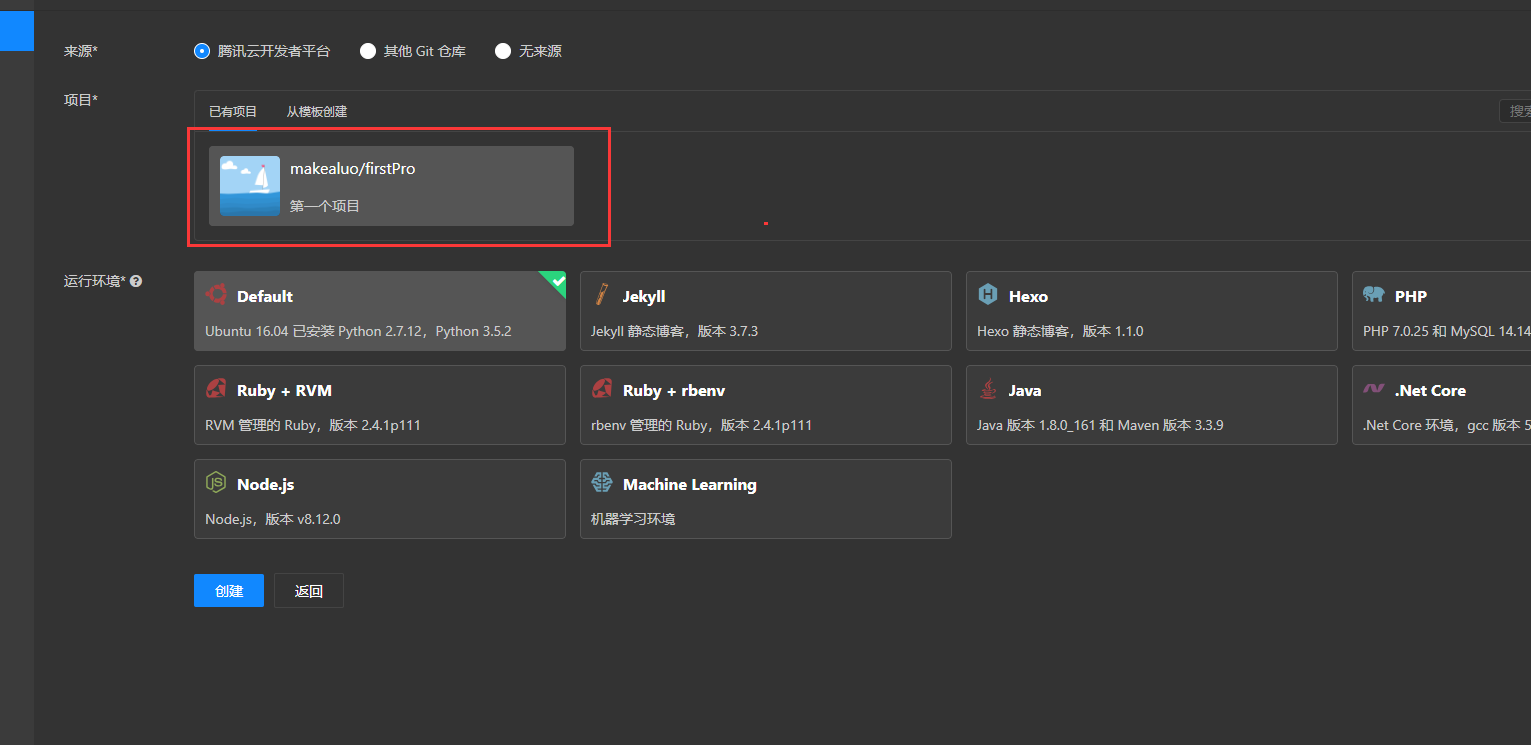 来源*
腾讯云开发者平台
其他 Git 仓库
无来源
项目*
已有项目
从模板创建
搜索
makealuo/firstPro
第一个项目
运行环境*
Default
Ubuntu 16.04 已安装 Python 2.7.12，Python 3.5.2
Jekyll
Jekyll 静态博客，版本 3.7.3
Hexo
Hexo 静态博客，版本 1.1.0
PHP
PHP 7.0.25 和 MySQL 14.14
Ruby + RVM
RVM 管理的 Ruby，版本 2.4.1p111
Ruby + rbenv
rbenv 管理的 Ruby，版本 2.4.1p111
Java
Java 版本 1.8.0_161 和 Maven 版本 3.3.9
.Net Core
.Net Core 环境，gcc 版本 5
Node.js
Node.js，版本 v8.12.0
Machine Learning
机器学习环境
创建
返回